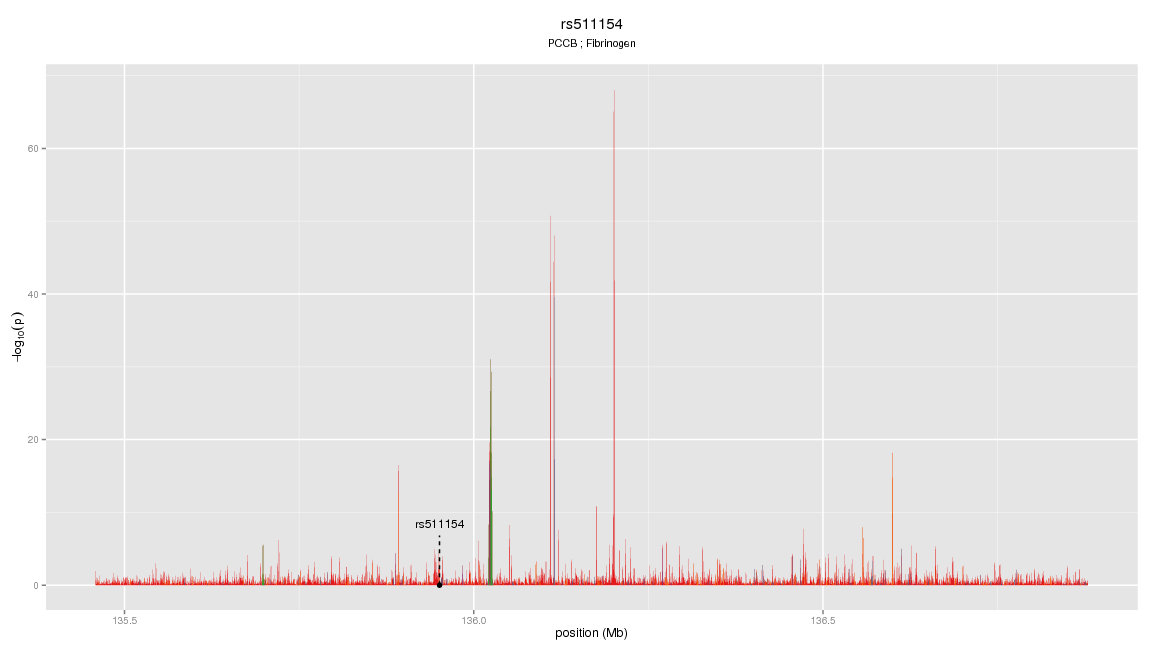 rs511154
PCCB ; Fibrinogen
60
40
20
0
−log10(p)
rs511154
135.5
136.0
136.5
position (Mb)